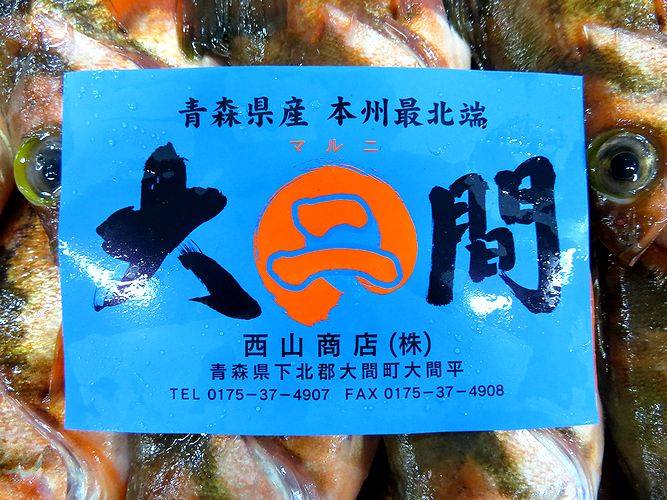 青森県産 本州最北端
マルニ
大二間
西山商店(株)
青森県下北郡大間町大間平
TEL 0175-37-4907 FAX 0175-37-4908